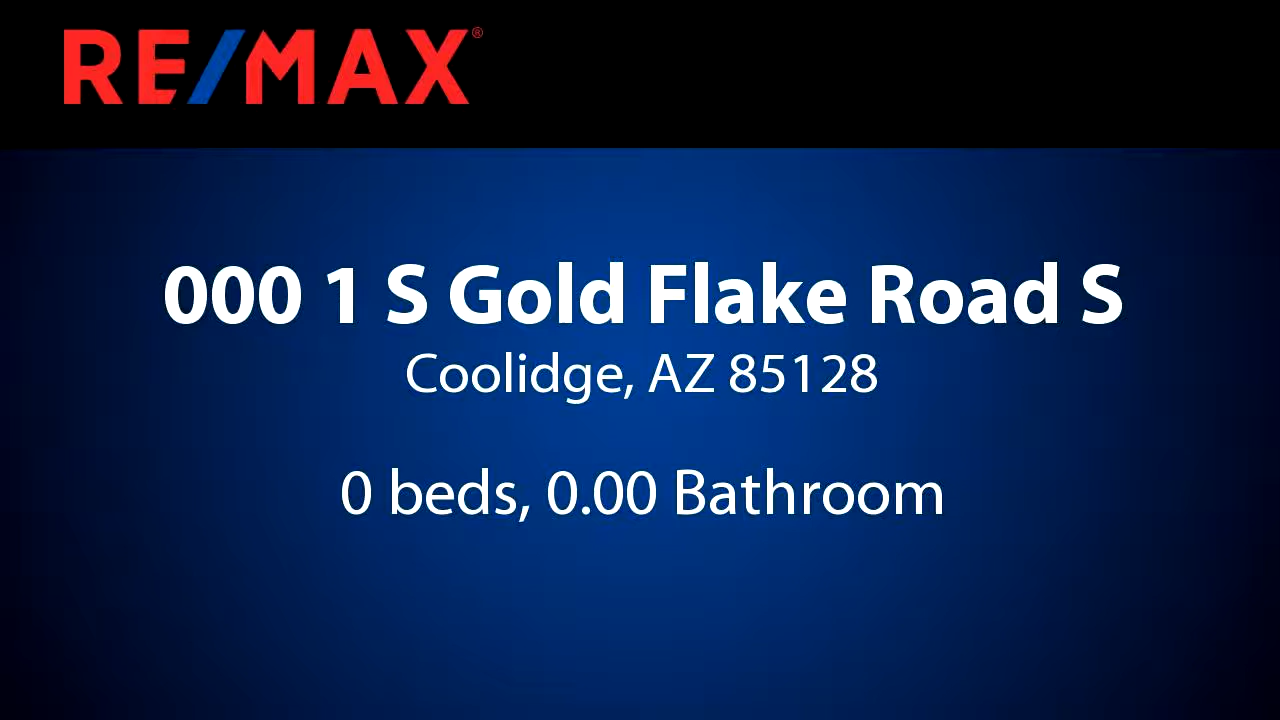 RE/MAX®
000 1 S Gold Flake Road S
Coolidge, AZ 85128
0 beds, 0.00 Bathroom